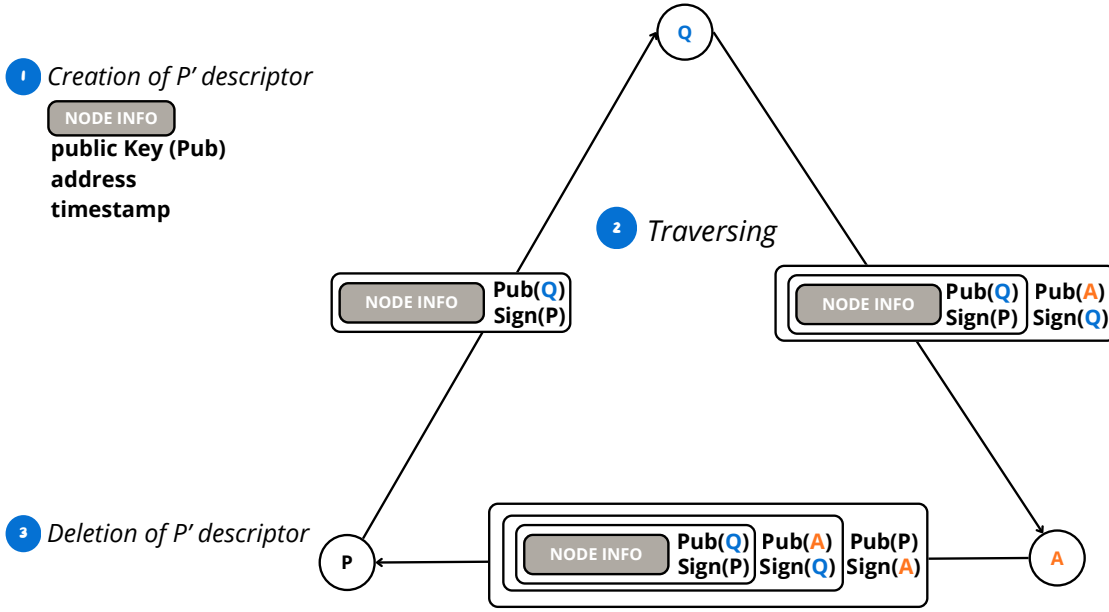 Q
1 Creation of P' descriptor
NODE INFO
public Key (Pub)
address
timestamp
2 Traversing
NODE INFO Pub(Q)
Sign(P)
NODE INFO Pub(Q) Pub(A)
Sign(P) Sign(Q)
3 Deletion of P' descriptor
P
NODE INFO Pub(Q) Pub(A) Pub(P)
Sign(P) Sign(Q) Sign(A)
A